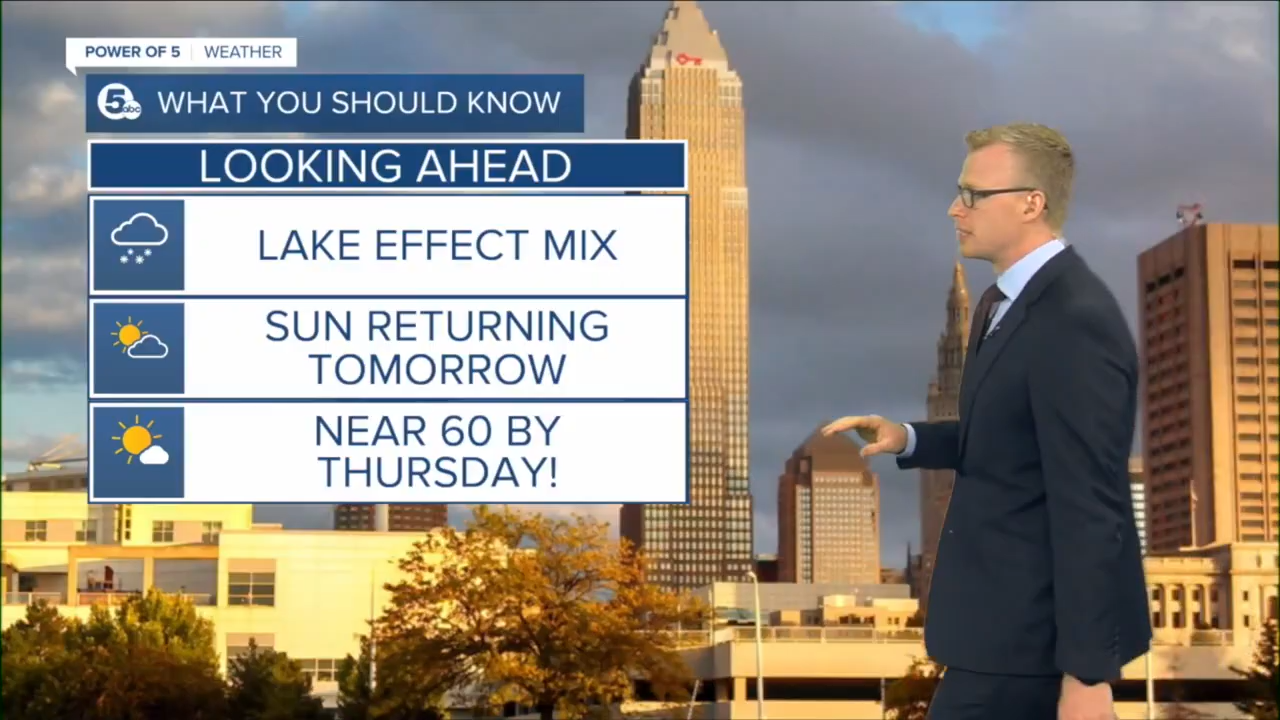 POWER OF 5 | WEATHER
5 abc WHAT YOU SHOULD KNOW
LOOKING AHEAD
LAKE EFFECT MIX
SUN RETURNING
TOMORROW
NEAR 60 BY
THURSDAY!